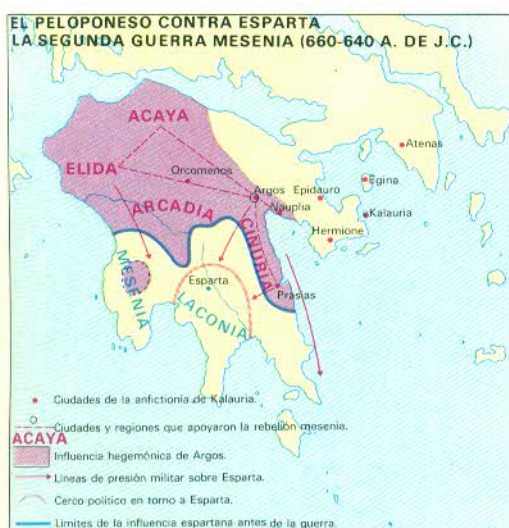 EL PELOPONESO CONTRA ESPARTA
LA SEGUNDA GUERRA MESENIA (660-640 A. DE J.C.)
ACAYA
Atenas
ELIDA
Orcomenos
Egina
Argos
Epidauro
ARCADIA
Nauplia
Kalauria
CINURIA
Hermione
MESENIA
Esparta
Prasias
LACONIA
Ciudades de la anfictionía de Kalauria.
Ciudades y regiones que apoyaron la rebelión mesenia.
ACAYA
Influencia hegemónica de Argos.
Líneas de presión militar sobre Esparta.
Cerco político en torno a Esparta.
Límites de la influencia espartana antes de la guerra.